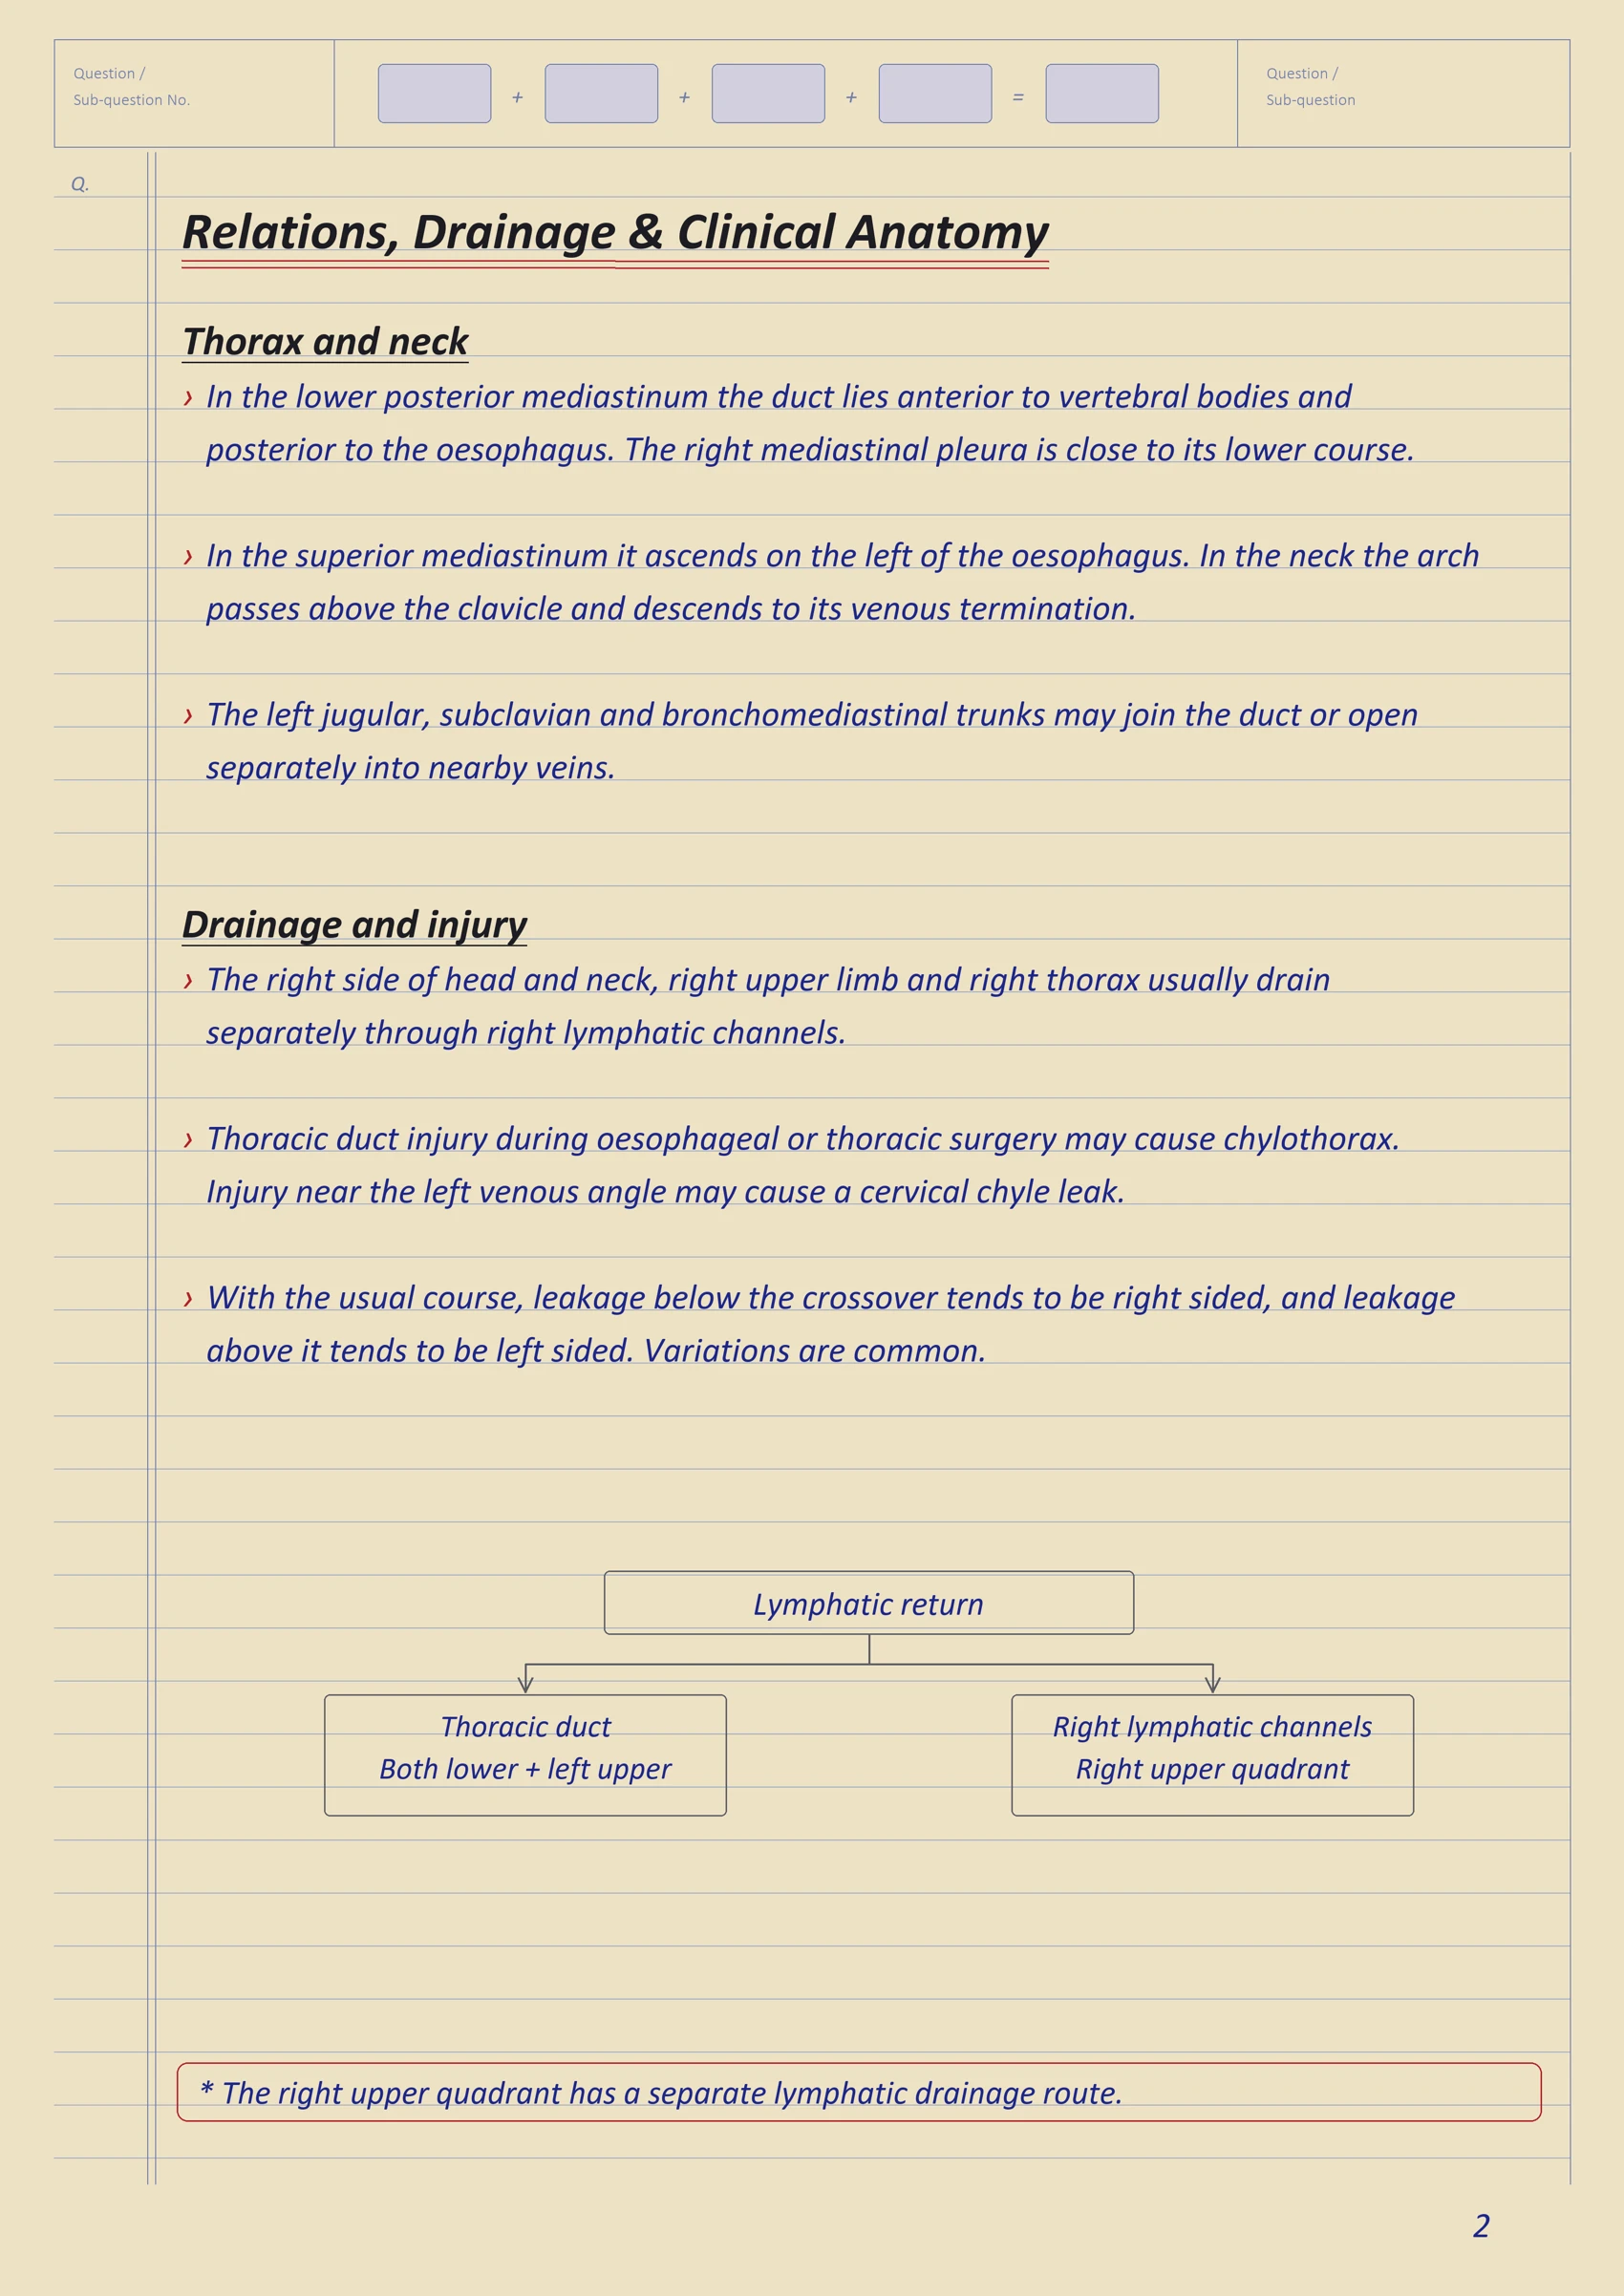 Question /
Sub-question No.
+ + + =
Question /
Sub-question
Q.
Relations, Drainage & Clinical Anatomy
Thorax and neck
› In the lower posterior mediastinum the duct lies anterior to vertebral bodies and
posterior to the oesophagus. The right mediastinal pleura is close to its lower course.
› In the superior mediastinum it ascends on the left of the oesophagus. In the neck the arch
passes above the clavicle and descends to its venous termination.
› The left jugular, subclavian and bronchomediastinal trunks may join the duct or open
separately into nearby veins.
Drainage and injury
› The right side of head and neck, right upper limb and right thorax usually drain
separately through right lymphatic channels.
› Thoracic duct injury during oesophageal or thoracic surgery may cause chylothorax.
Injury near the left venous angle may cause a cervical chyle leak.
› With the usual course, leakage below the crossover tends to be right sided, and leakage
above it tends to be left sided. Variations are common.
Lymphatic return
Thoracic duct
Both lower + left upper
Right lymphatic channels
Right upper quadrant
* The right upper quadrant has a separate lymphatic drainage route.
2